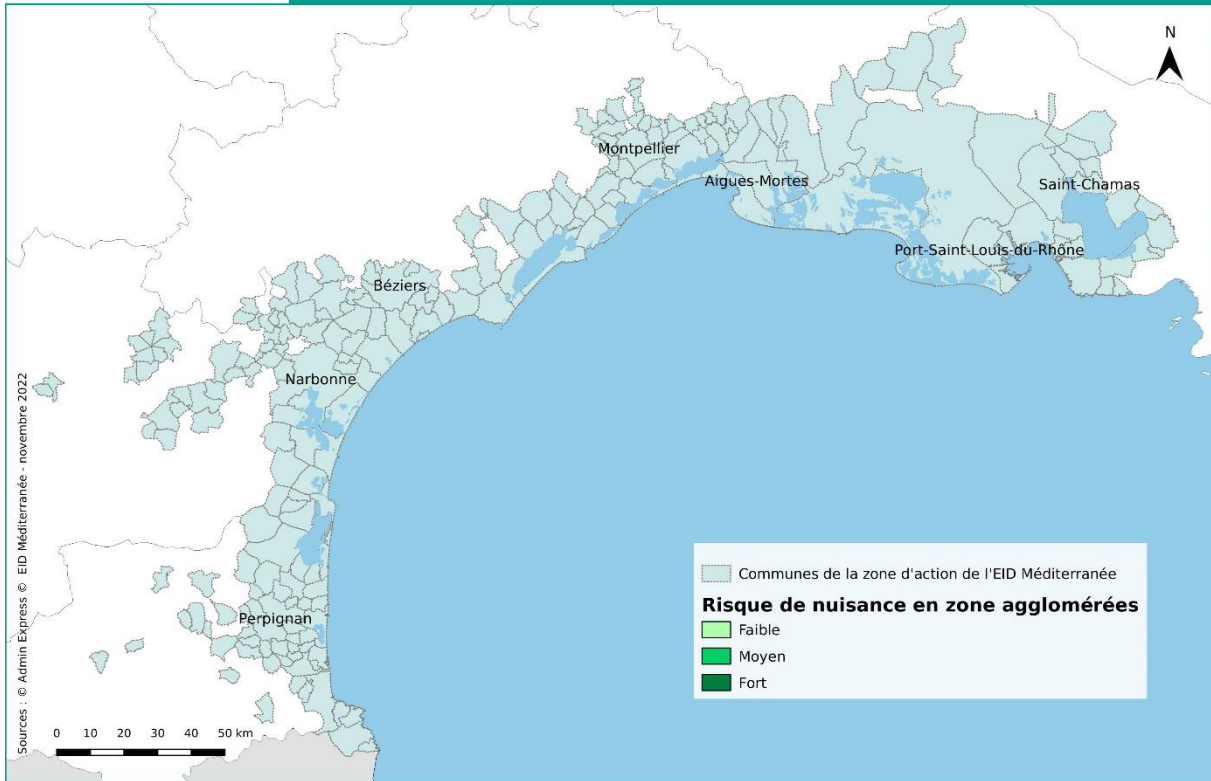 N
Montpellier
Aigues-Mortes
Saint-Chamas
Port-Saint-Louis-du-Rhône
Béziers
Narbonne
Perpignan
Communes de la zone d'action de l'EID Méditerranée
Risque de nuisance en zone agglomérées
Faible
Moyen
Fort
0 10 20 30 40 50 km
Sources : © Admin Express © EID Méditerranée - novembre 2022